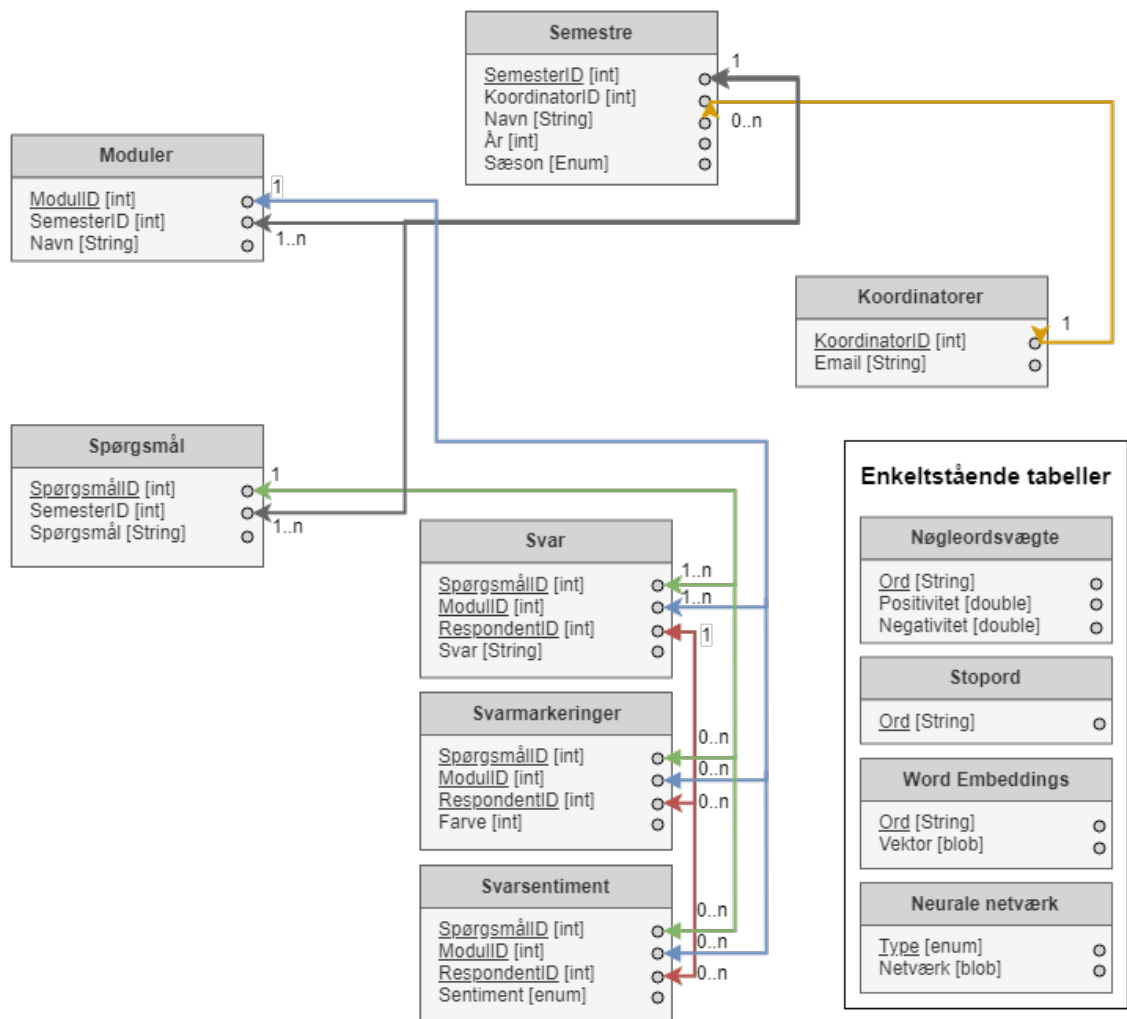 Semestre
SemesterID [int]
KoordinatorID [int]
Navn [String]
År [int]
Sæson [Enum]
1
0..n
Moduler
ModulID [int]
SemesterID [int]
Navn [String]
1
1..n
Koordinatorer
KoordinatorID [int]
Email [String]
1
Spørgsmål
SpørgsmålID [int]
SemesterID [int]
Spørgsmål [String]
1
1..n
Svar
SpørgsmålID [int]
ModulID [int]
RespondentID [int]
Svar [String]
1..n
1..n
1
Svarmarkeringer
SpørgsmålID [int]
ModulID [int]
RespondentID [int]
Farve [int]
0..n
0..n
0..n
Svarsentiment
SpørgsmålID [int]
ModulID [int]
RespondentID [int]
Sentiment [enum]
0..n
0..n
0..n
Enkeltstående tabeller
Nøgleordsvægte
Ord [String]
Positivitet [double]
Negativitet [double]
Stopord
Ord [String]
Word Embeddings
Ord [String]
Vektor [blob]
Neurale netværk
Type [enum]
Netværk [blob]